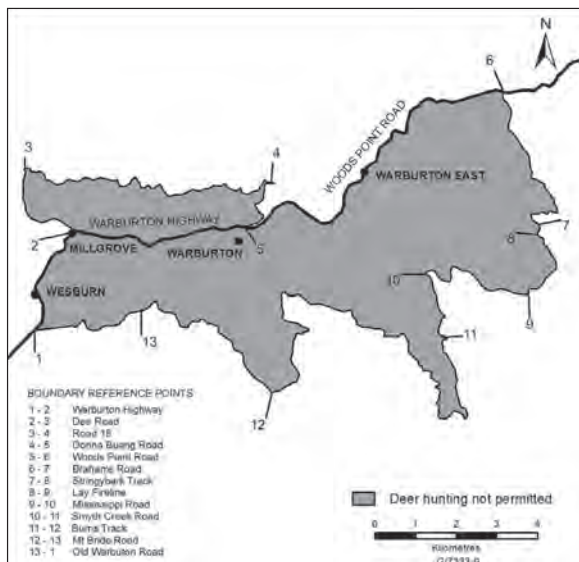 N
6
3
4
WOODS POINT ROAD
WARBURTON EAST
WARBURTON HIGHWAY
7
8
2
5
MILLGROVE
WARBURTON
10
WESBURN
9
1
13
11
12
BOUNDARY REFERENCE POINTS
1 - 2 Warburton Highway
2 - 3 Dee Road
3 - 4 Road 18
4 - 5 Donna Buang Road
5 - 6 Woods Point Road
6 - 7 Brahams Road
7 - 8 Stringybark Track
8 - 9 Lay Fireline
9 - 10 Mississippi Road
10 - 11 Smyth Creek Road
11 - 12 Burns Track
12 - 13 Mt Bride Road
13 - 1 Old Warburton Road
Deer hunting not permitted
0 1 2 3 4
Kilometres